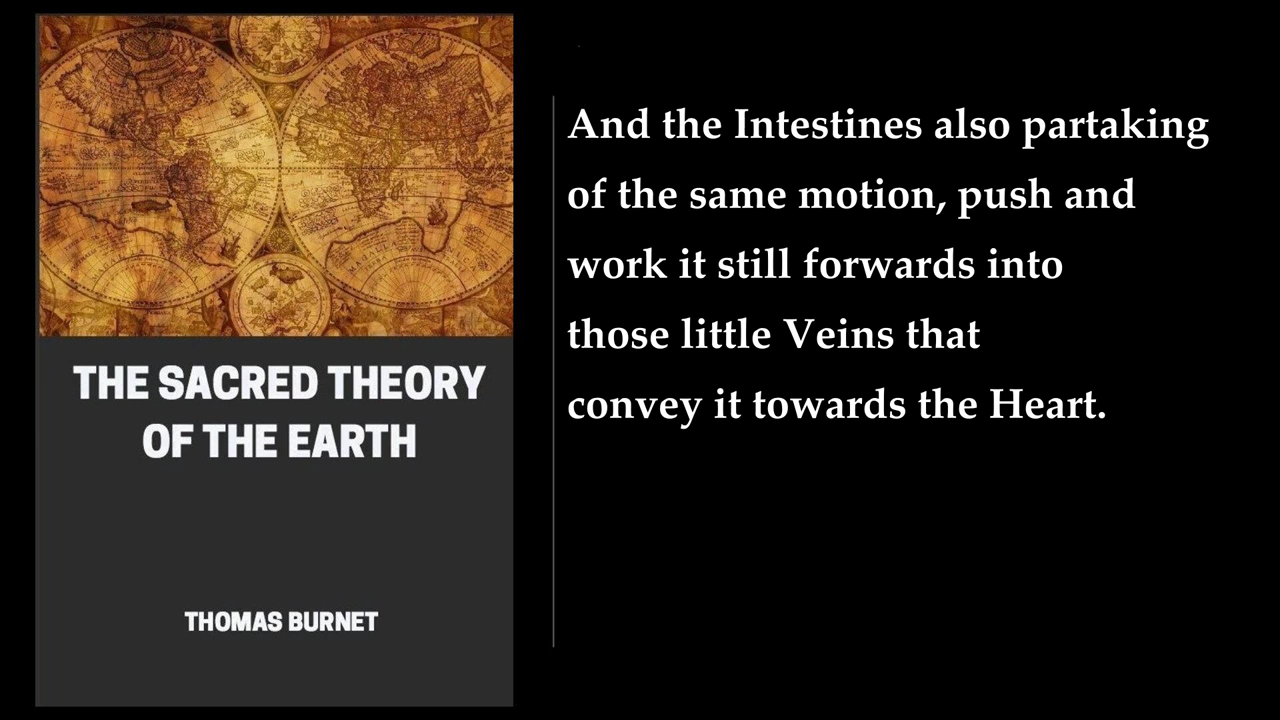 THE SACRED THEORY
OF THE EARTH
THOMAS BURNET
And the Intestines also partaking
of the same motion, push and
work it still forwards into
those little Veins that
convey it towards the Heart.